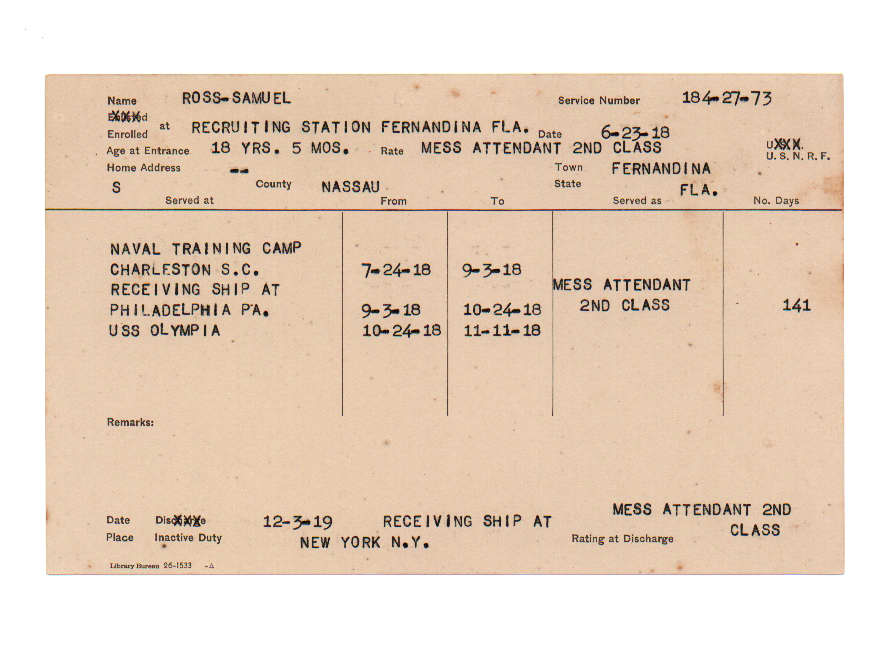 Name ROSS-SAMUEL Service Number 184-27-73
Enrolled at RECRUITING STATION FERNANDINA FLA. Date 6-23-18
Age at Entrance 18 YRS. 5 MOS. Rate MESS ATTENDANT 2ND CLASS U.S.N.R.F.
Home Address -- Town FERNANDINA
S County NASSAU State FLA.
Served at From To Served as No. Days
NAVAL TRAINING CAMP
CHARLESTON S.C. 7-24-18 9-3-18
RECEIVING SHIP AT MESS ATTENDANT
PHILADELPHIA PA. 9-3-18 10-24-18 2ND CLASS 141
USS OLYMPIA 10-24-18 11-11-18
Remarks:
MESS ATTENDANT 2ND
Date 12-3-19 RECEIVING SHIP AT CLASS
Place Inactive Duty NEW YORK N.Y. Rating at Discharge
Library Bureau 26-1533